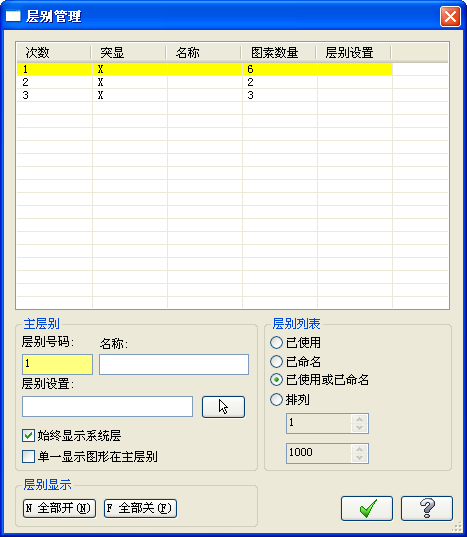 层别管理
次数 突显 名称 图素数量 层别设置
1 X 6
2 X 2
3 X 3
主层别
层别号码: 名称:
1
层别设置:
始终显示系统层
单一显示图形在主层别
层别列表
已使用
已命名
已使用或已命名
排列
1
1000
层别显示
N 全部开(N) F 全部关(F)